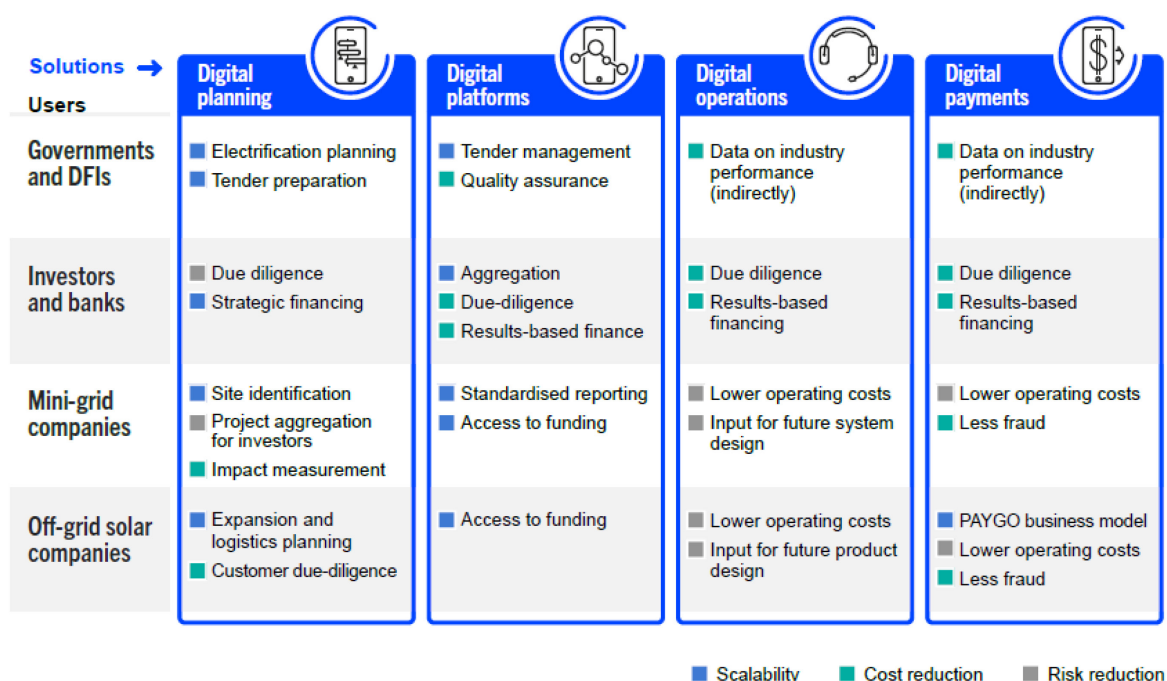 Solutions →
Users
Digital
planning
Digital
platforms
Digital
operations
Digital
payments
Governments
and DFIs
Electrification planning
Tender preparation
Tender management
Quality assurance
Data on industry
performance
(indirectly)
Data on industry
performance
(indirectly)
Investors
and banks
Due diligence
Strategic financing
Aggregation
Due-diligence
Results-based finance
Due diligence
Results-based
financing
Due diligence
Results-based
financing
Mini-grid
companies
Site identification
Project aggregation
for investors
Impact measurement
Standardised reporting
Access to funding
Lower operating costs
Input for future system
design
Lower operating costs
Less fraud
Off-grid solar
companies
Expansion and
logistics planning
Customer due-diligence
Access to funding
Lower operating costs
Input for future product
design
PAYGO business model
Lower operating costs
Less fraud
Scalability
Cost reduction
Risk reduction